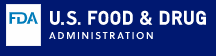 FDA U.S. FOOD & DRUG
ADMINISTRATION